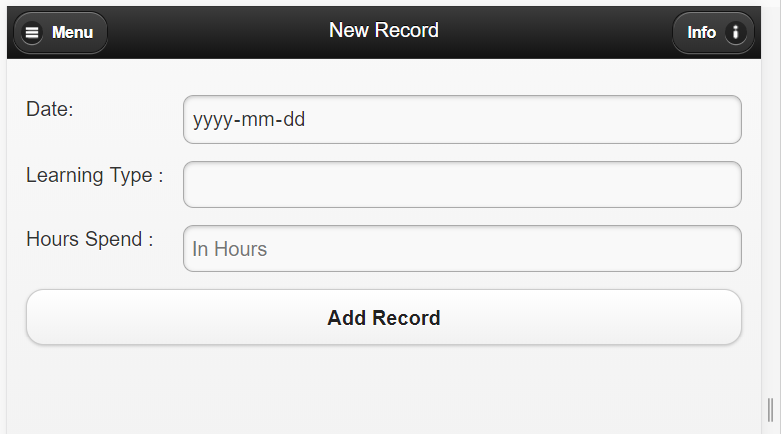 Menu New Record Info
Date: yyyy-mm-dd
Learning Type :
Hours Spend : In Hours
Add Record